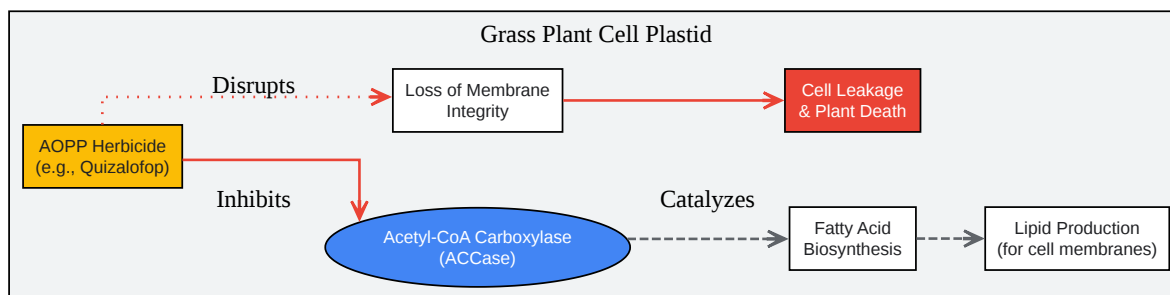 Grass Plant Cell Plastid
Disrupts
Loss of Membrane
Integrity
Cell Leakage
& Plant Death
AOPP Herbicide
(e.g., Quizalofop)
Inhibits
Catalyzes
Acetyl-CoA Carboxylase
(ACCase)
Fatty Acid
Biosynthesis
Lipid Production
(for cell membranes)